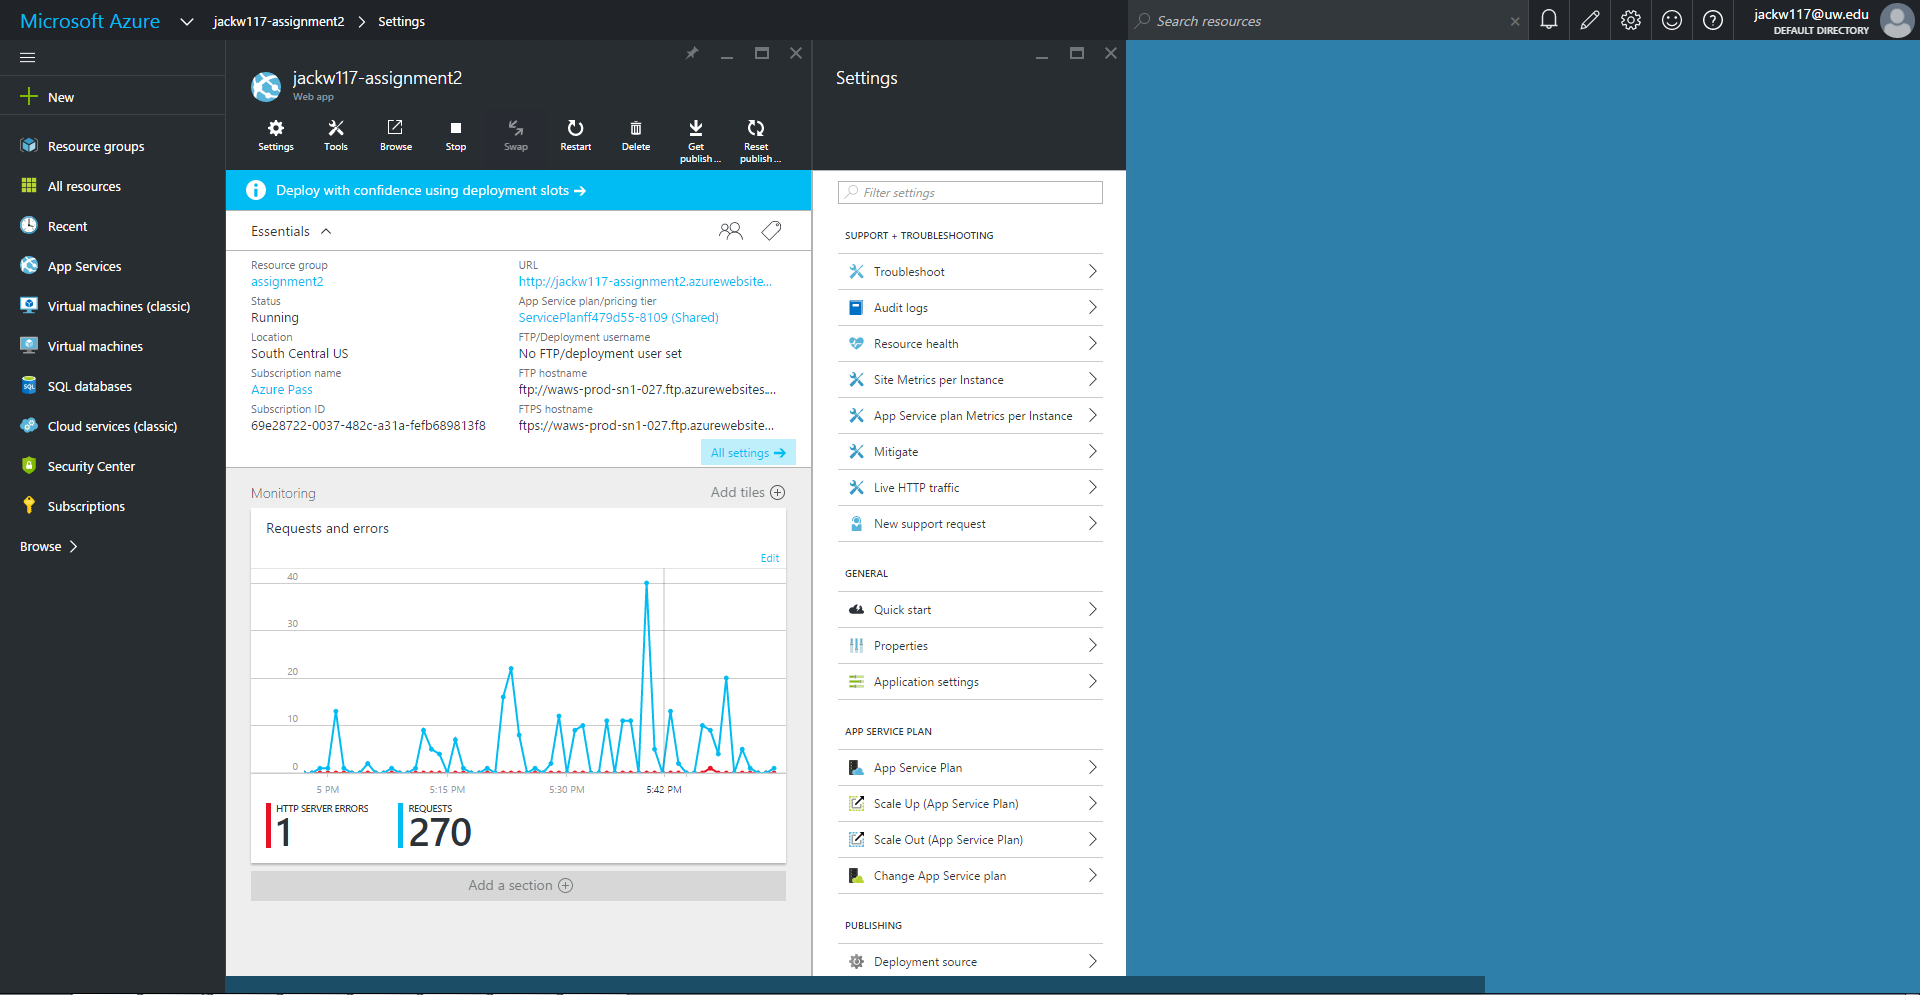 Microsoft Azure
jackw117-assignment2 > Settings
Search resources
jackw117@uw.edu
DEFAULT DIRECTORY
New
Resource groups
All resources
Recent
App Services
Virtual machines (classic)
Virtual machines
SQL databases
Cloud services (classic)
Security Center
Subscriptions
Browse
jackw117-assignment2
Web app
Settings
Tools
Browse
Stop
Swap
Restart
Delete
Get
publish ...
Reset
publish ...
Deploy with confidence using deployment slots
Essentials
Resource group
assignment2
Status
Running
Location
South Central US
Subscription name
Azure Pass
Subscription ID
69e28722-0037-482c-a31a-fefb689813f8
URL
http://jackw117-assignment2.azurewebsite...
App Service plan/pricing tier
ServicePlanff479d55-8109 (Shared)
FTP/Deployment username
No FTP/deployment user set
FTP hostname
ftp://waws-prod-sn1-027.ftp.azurewebsites....
FTPS hostname
ftps://waws-prod-sn1-027.ftp.azurewebsite...
All settings
Monitoring
Add tiles
Requests and errors
Edit
40
30
20
10
0
5 PM
5:15 PM
5:30 PM
5:42 PM
HTTP SERVER ERRORS
1
REQUESTS
270
Add a section
Settings
Filter settings
SUPPORT + TROUBLESHOOTING
Troubleshoot
Audit logs
Resource health
Site Metrics per Instance
App Service plan Metrics per Instance
Mitigate
Live HTTP traffic
New support request
GENERAL
Quick start
Properties
Application settings
APP SERVICE PLAN
App Service Plan
Scale Up (App Service Plan)
Scale Out (App Service Plan)
Change App Service plan
PUBLISHING
Deployment source